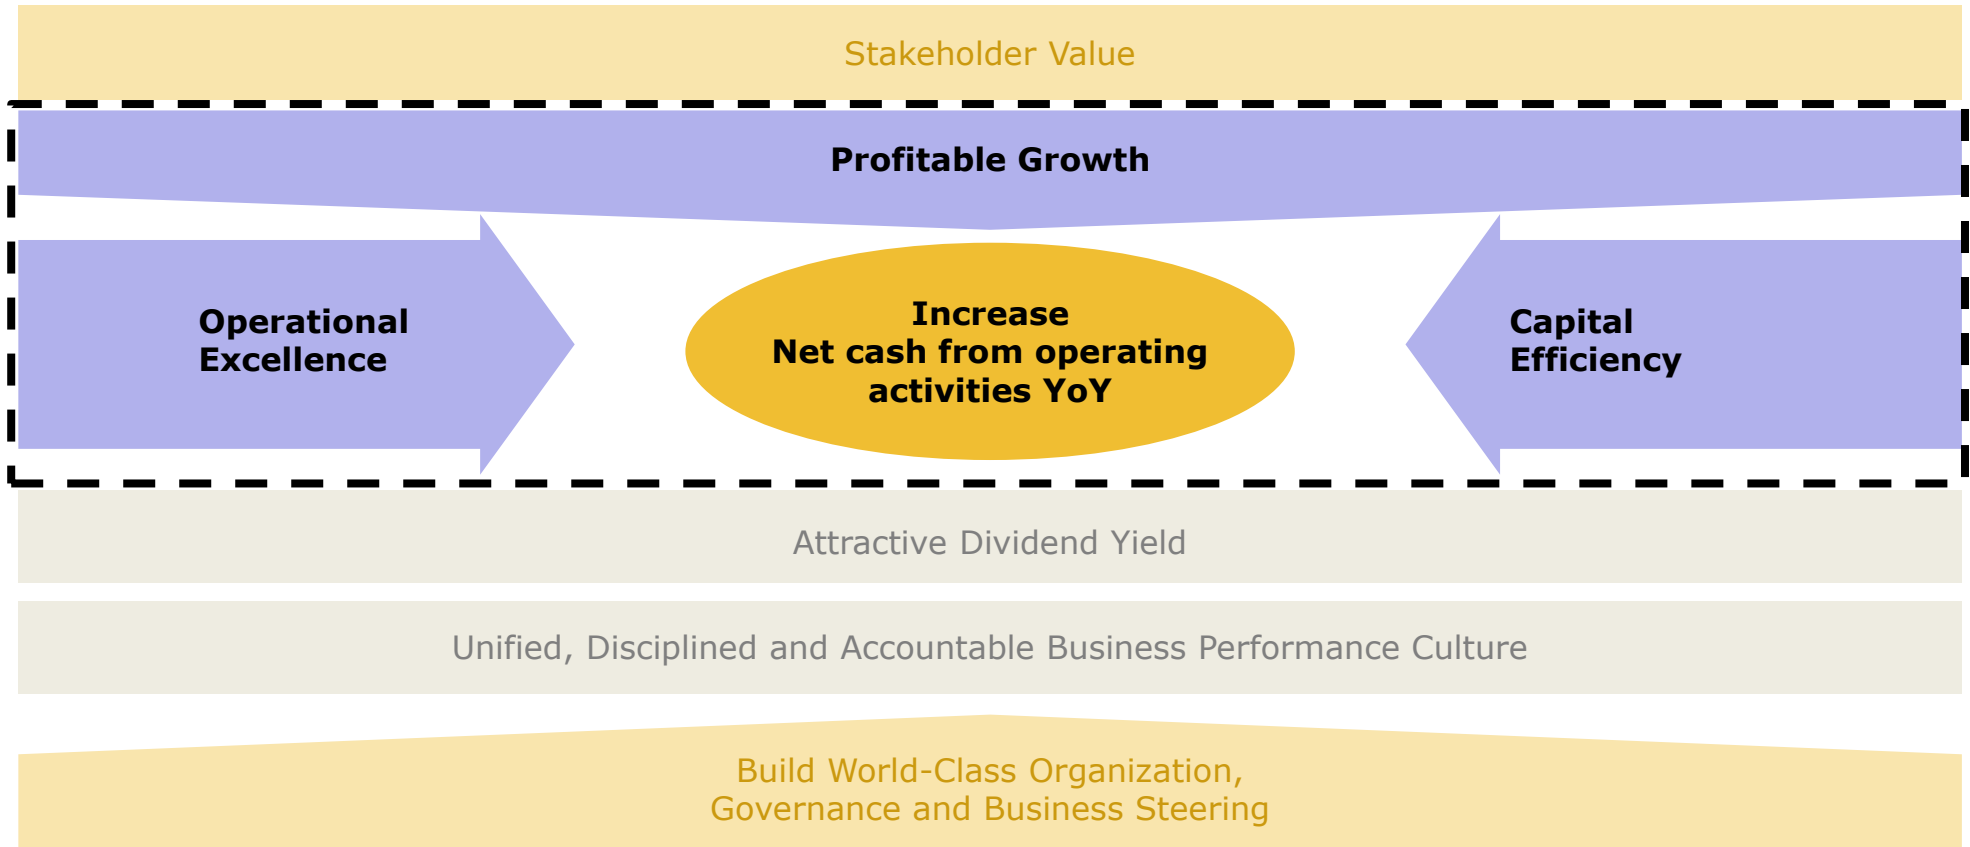 Stakeholder Value
Profitable Growth
Operational
Excellence
Increase
Net cash from operating
activities YoY
Capital
Efficiency
Attractive Dividend Yield
Unified, Disciplined and Accountable Business Performance Culture
Build World-Class Organization,
Governance and Business Steering